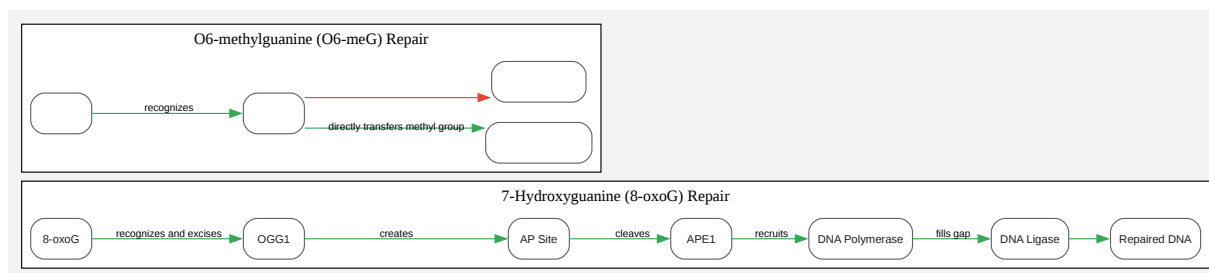 O6-methylguanine (O6-meG) Repair
recognizes
directly transfers methyl group
7-Hydroxyguanine (8-oxoG) Repair
8-oxoG
recognizes and excises
OGG1
creates
AP Site
cleaves
APE1
recruits
DNA Polymerase
fills gap
DNA Ligase
Repaired DNA